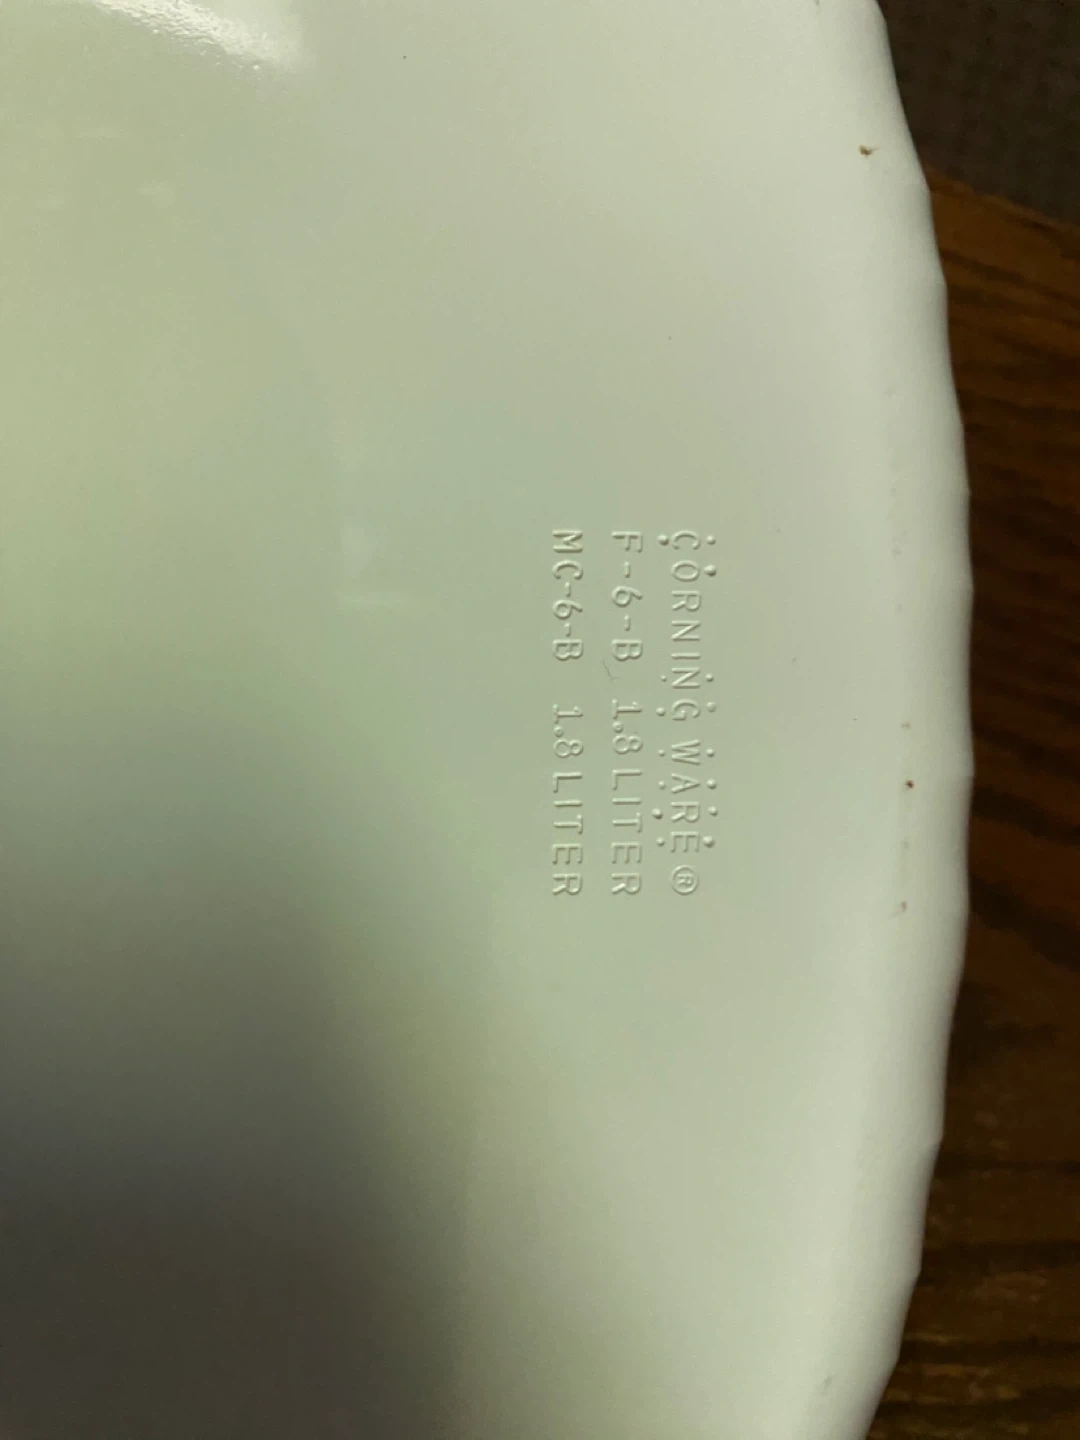 CORNING WARE®
F-6-B 1.8 LITER
MC-6-B 1.8 LITER